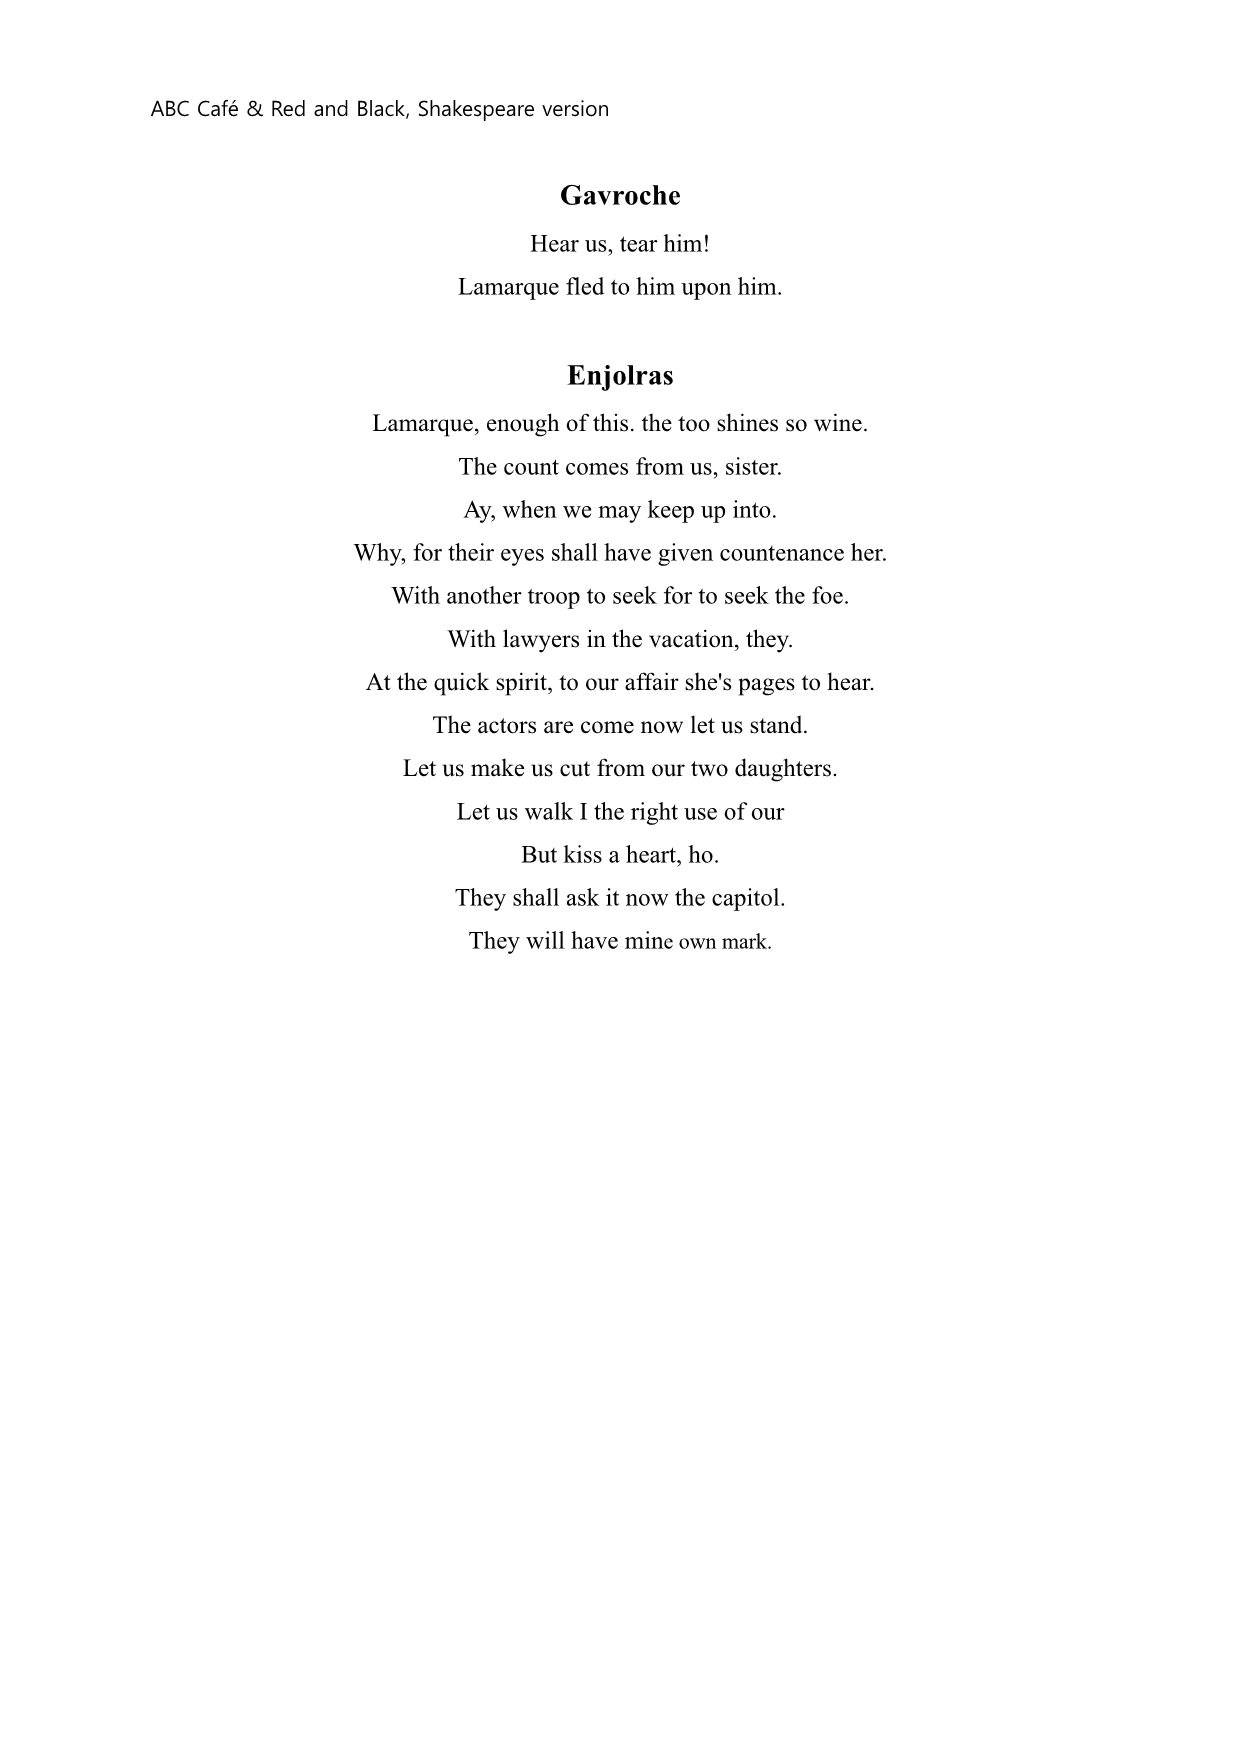 ABC Café & Red and Black, Shakespeare version
Gavroche
Hear us, tear him!
Lamarque fled to him upon him.
Enjolras
Lamarque, enough of this. the too shines so wine.
The count comes from us, sister.
Ay, when we may keep up into.
Why, for their eyes shall have given countenance her.
With another troop to seek for to seek the foe.
With lawyers in the vacation, they.
At the quick spirit, to our affair she's pages to hear.
The actors are come now let us stand.
Let us make us cut from our two daughters.
Let us walk I the right use of our
But kiss a heart, ho.
They shall ask it now the capitol.
They will have mine own mark.